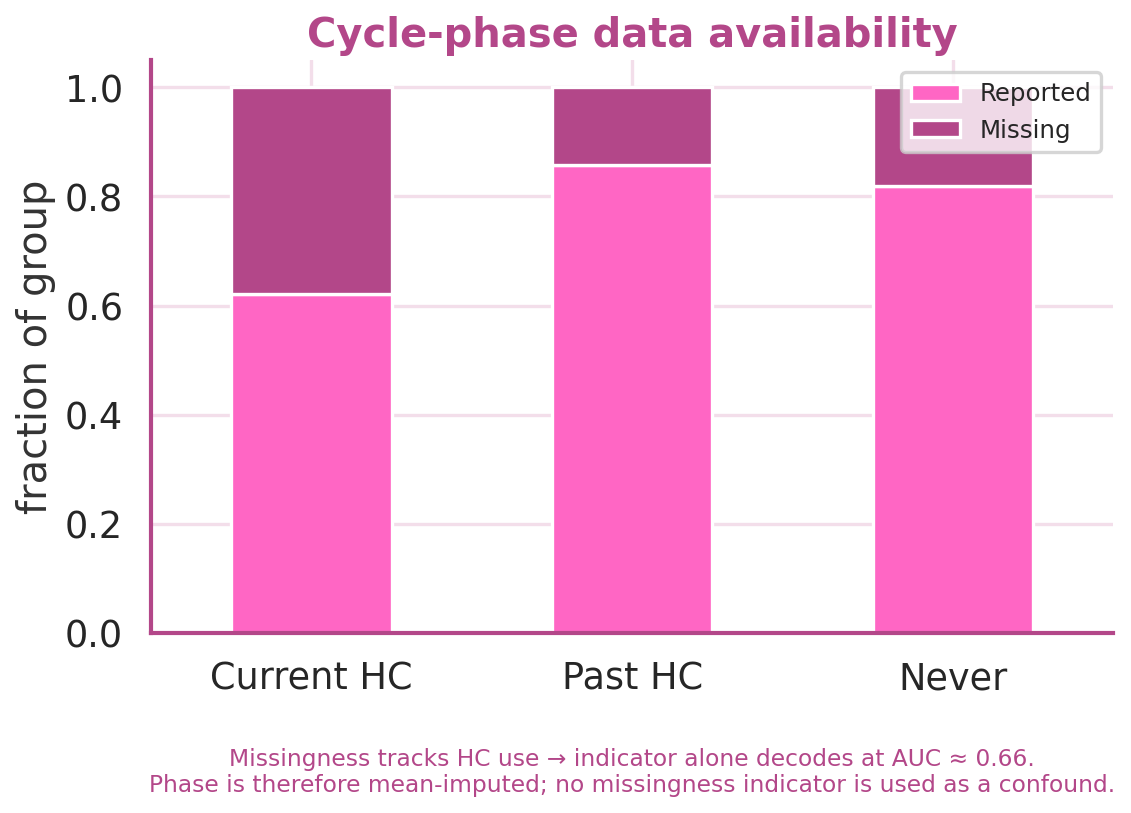 Cycle-phase data availability
Reported
Missing
fraction of group
1.0
0.8
0.6
0.4
0.2
0.0
Current HC
Past HC
Never
Missingness tracks HC use → indicator alone decodes at AUC ≈ 0.66.
Phase is therefore mean-imputed; no missingness indicator is used as a confound.